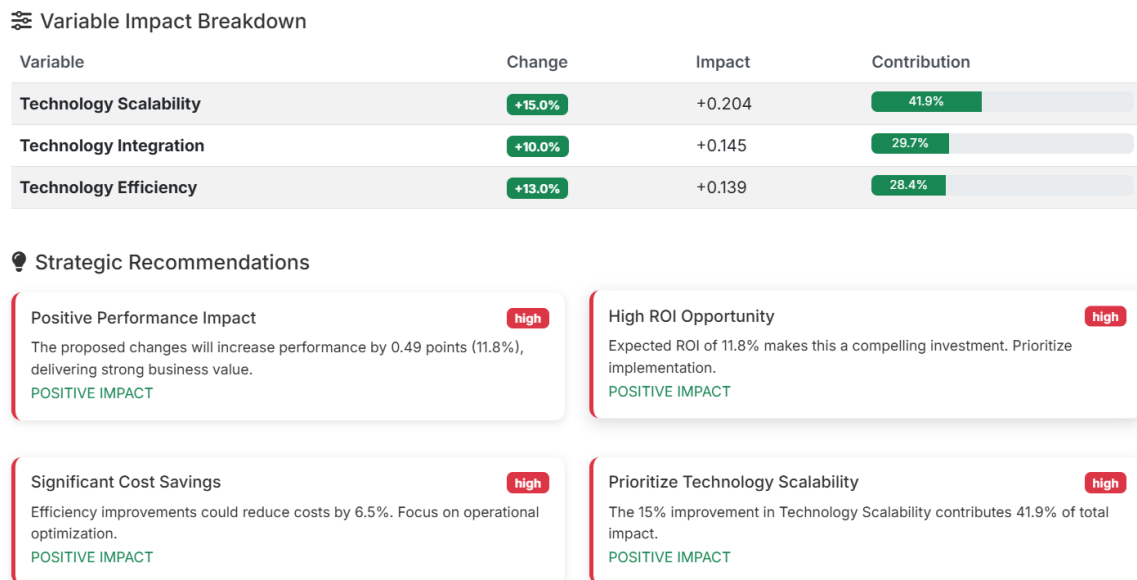 Variable Impact Breakdown
Variable Change Impact Contribution
Technology Scalability +15.0% +0.204 41.9%
Technology Integration +10.0% +0.145 29.7%
Technology Efficiency +13.0% +0.139 28.4%
Strategic Recommendations
Positive Performance Impact high
The proposed changes will increase performance by 0.49 points (11.8%),
delivering strong business value.
POSITIVE IMPACT
High ROI Opportunity high
Expected ROI of 11.8% makes this a compelling investment. Prioritize
implementation.
POSITIVE IMPACT
Significant Cost Savings high
Efficiency improvements could reduce costs by 6.5%. Focus on operational
optimization.
POSITIVE IMPACT
Prioritize Technology Scalability high
The 15% improvement in Technology Scalability contributes 41.9% of total
impact.
POSITIVE IMPACT